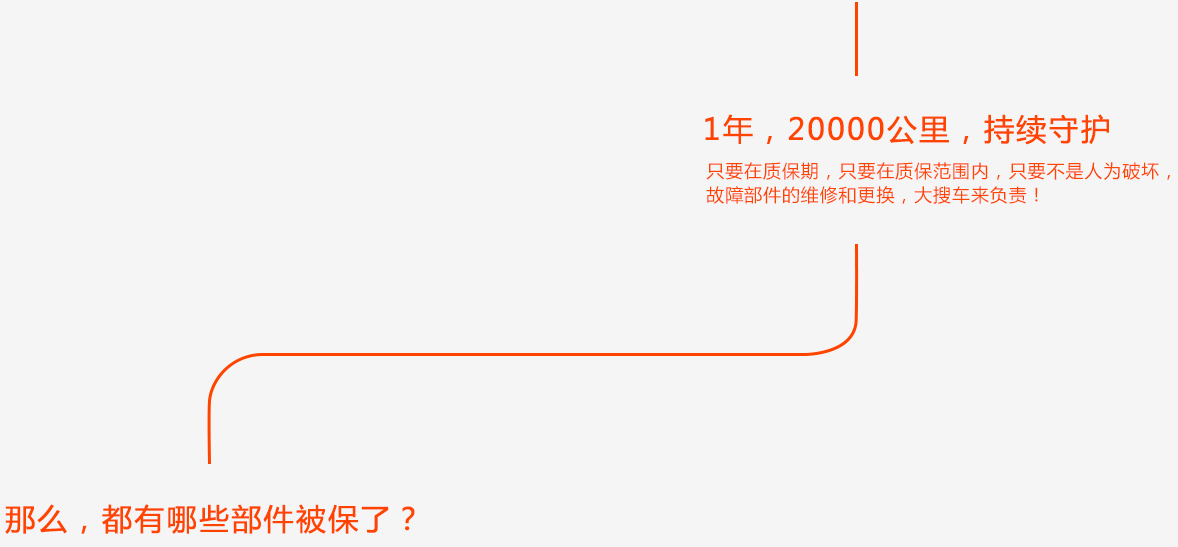 1年，20000公里，持续守护
只要在质保期，只要在质保范围内，只要不是人为破坏，
故障部件的维修和更换，大搜车来负责！
那么，都有哪些部件被保了？